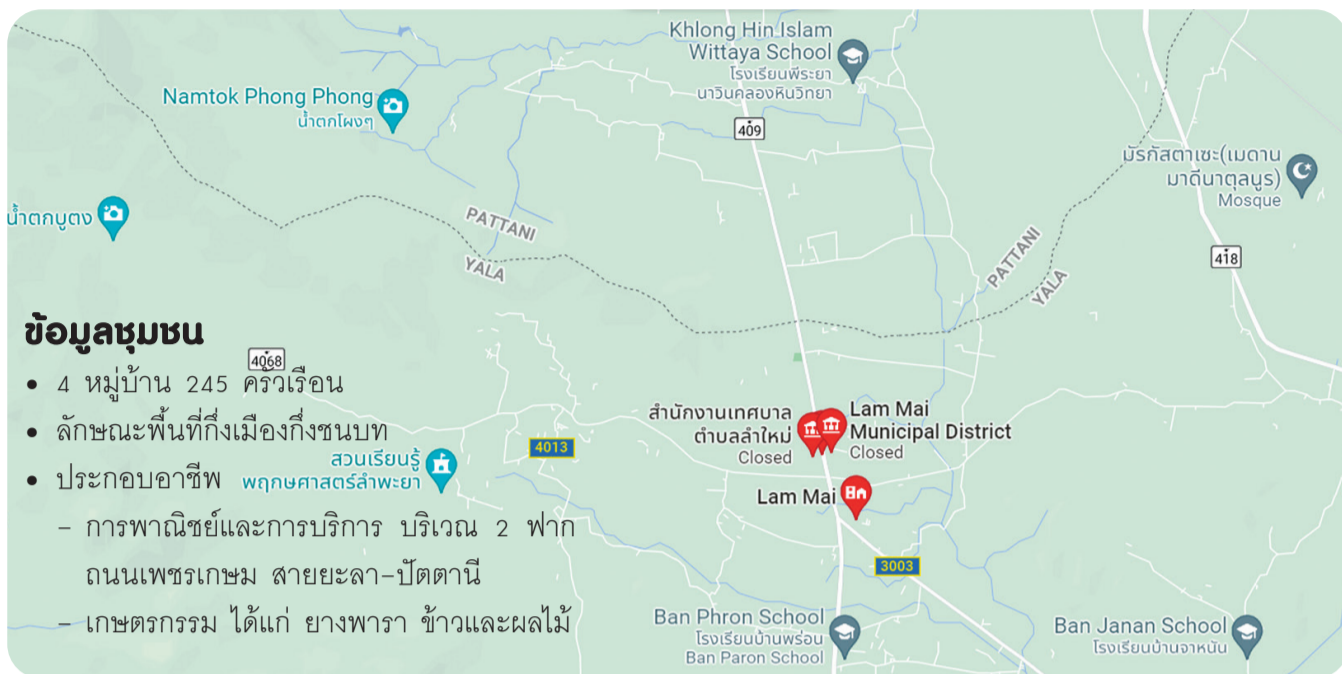 Khlong Hin Islam
Wittaya School
โรงเรียนพีระยา
นาวินคลองหินวิทยา
Namtok Phong Phong
น้ำตกโผงๆ
409
มัรกัสตาเซะ(เมดาน
มาดีนาตุลนูร)
Mosque
น้ำตกบูตง
PATTANI
YALA
PATTANI
YALA
418
ข้อมูลชุมชน
4068
• 4 หมู่บ้าน 245 ครัวเรือน
• ลักษณะพื้นที่กึ่งเมืองกึ่งชนบท
• ประกอบอาชีพ
- การพาณิชย์และการบริการ บริเวณ 2 ฟาก
ถนนเพชรเกษม สายยะลา-ปัตตานี
- เกษตรกรรม ได้แก่ ยางพารา ข้าวและผลไม้
สวนเรียนรู้
พฤกษศาสตร์ลำพะยา
4013
สำนักงานเทศบาล
ตำบลลำใหม่
Closed
Lam Mai
Municipal District
Closed
Lam Mai
3003
Ban Phron School
โรงเรียนบ้านพร่อน
Ban Paron School
Ban Janan School
โรงเรียนบ้านจาหนัน